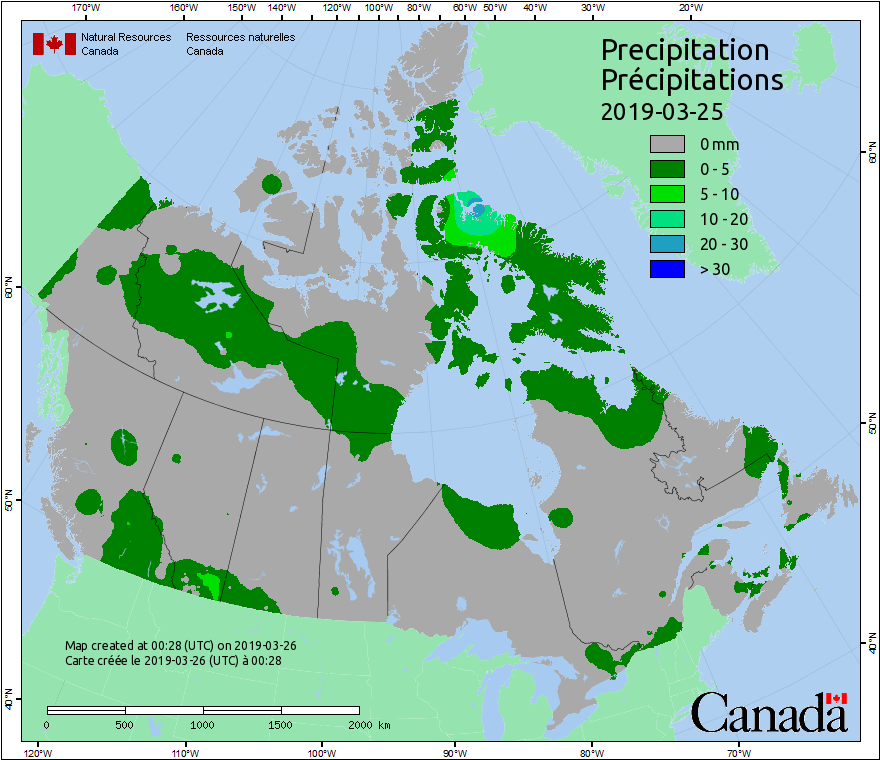 170°W 160°W 150°W 140°W 120°W 100°W 80°W 60°W 50°W 40°W 30°W 20°W
Natural Resources Canada
Ressources naturelles Canada
Precipitation
Précipitations
2019-03-25
0 mm
0 - 5
5 - 10
10 - 20
20 - 30
> 30
60°N
50°N
40°N
60°N
50°N
40°N
Map created at 00:28 (UTC) on 2019-03-26
Carte créée le 2019-03-26 (UTC) à 00:28
0 500 1000 1500 2000 km
Canada
120°W 110°W 100°W 90°W 80°W 70°W